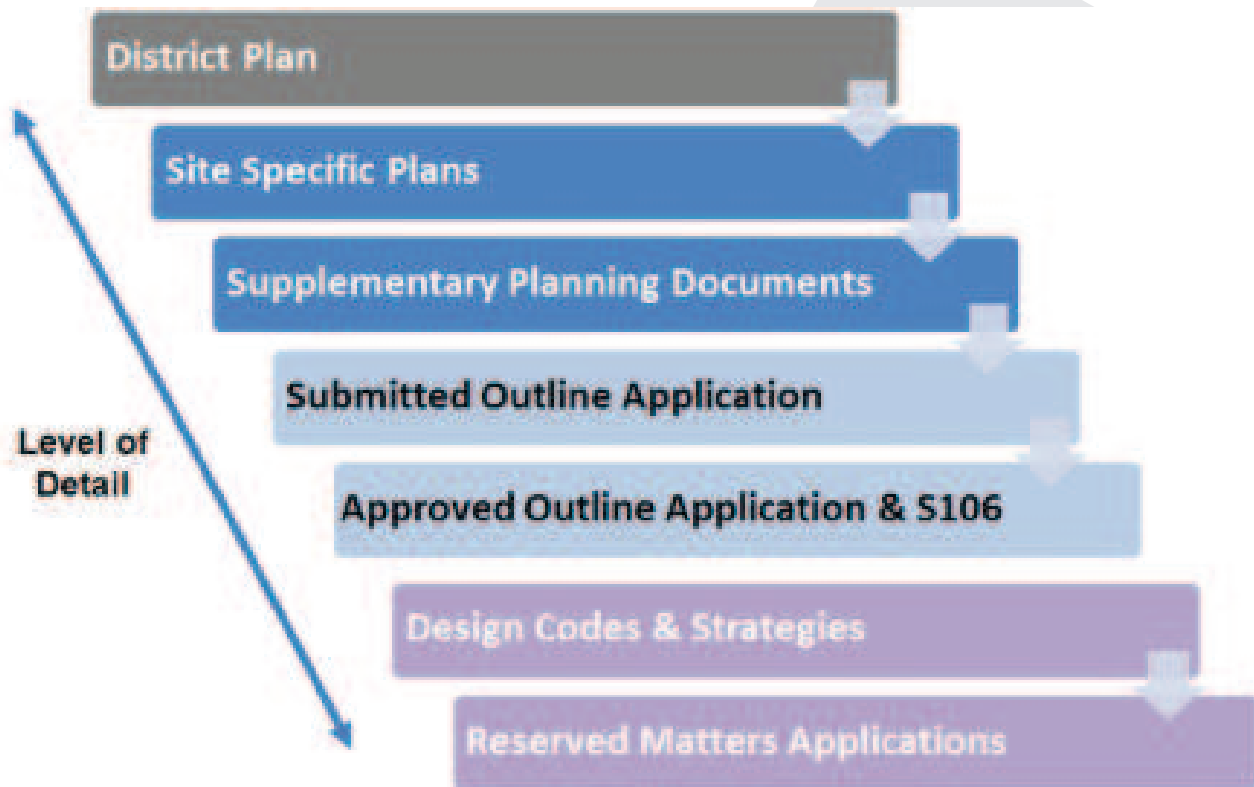 District Plan
Site Specific Plans
Supplementary Planning Documents
Submitted Outline Application
Level of
Detail
Approved Outline Application & S106
Design Codes & Strategies
Reserved Matters Applications